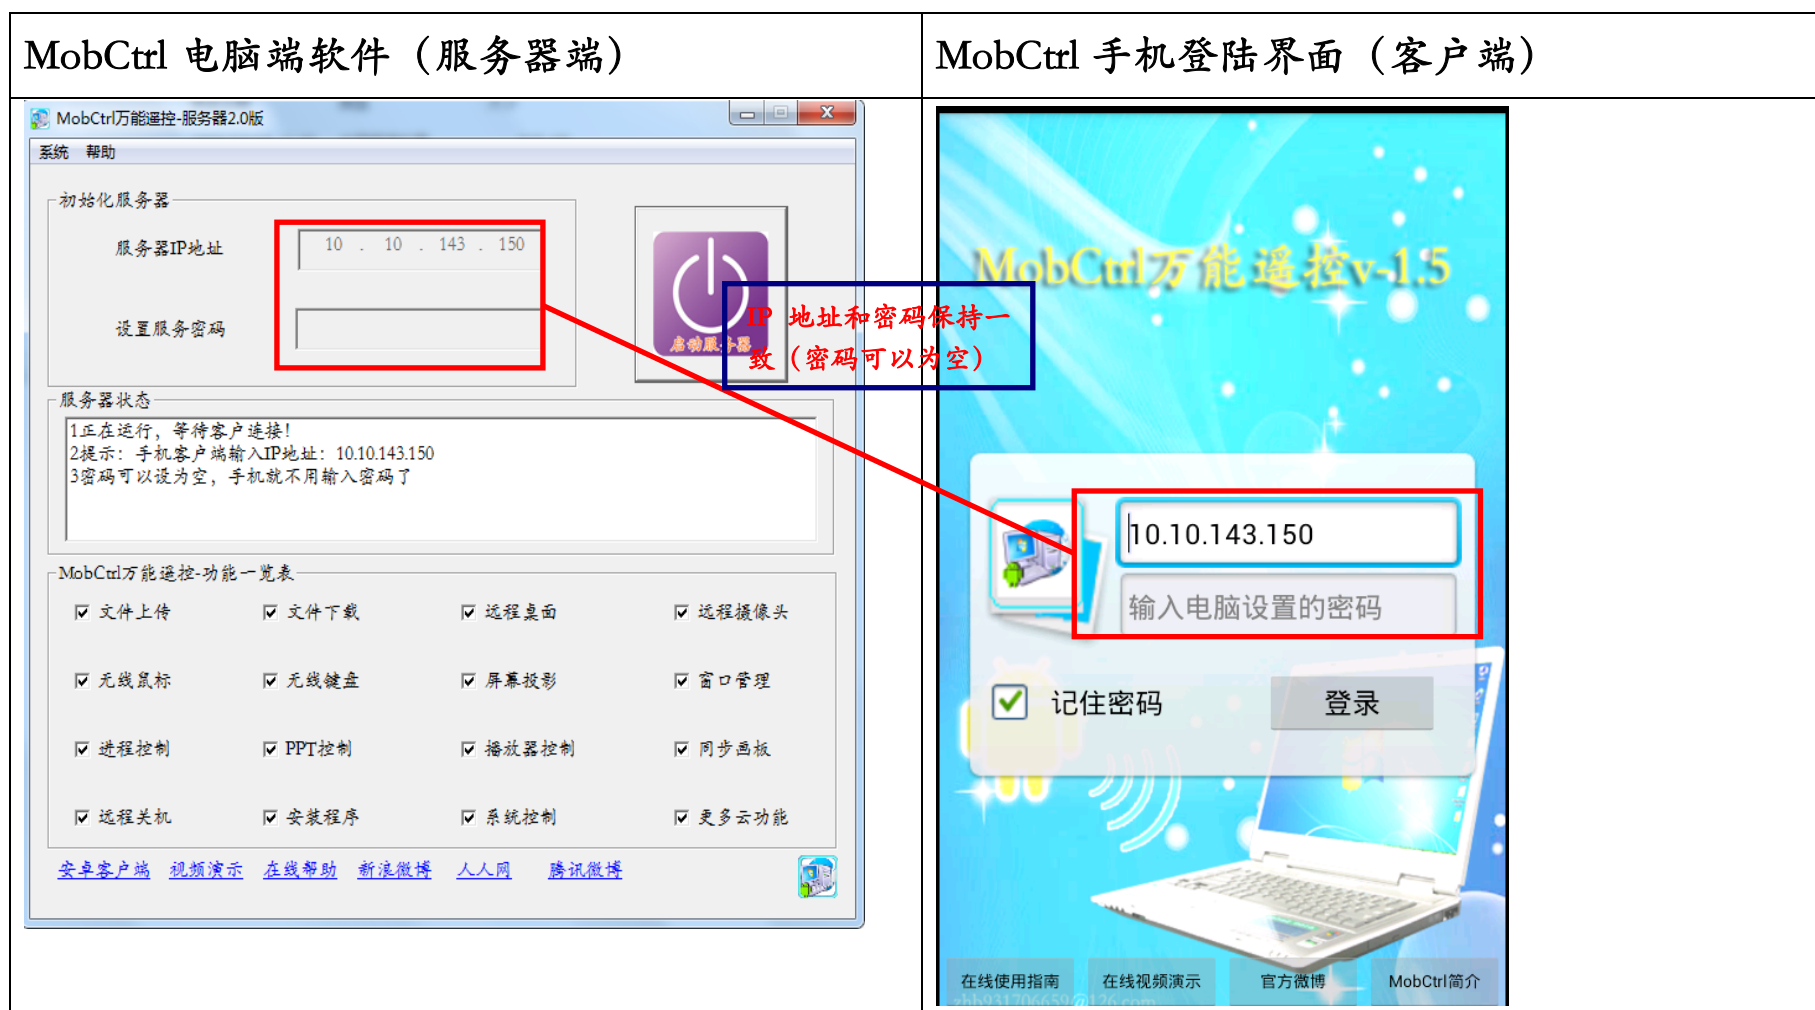 MobCtrl 电脑端软件（服务器端）
MobCtrl 手机登陆界面（客户端）
MobCtrl万能遥控-服务器2.0版
系统 帮助
初始化服务器
服务器IP地址
10 . 10 . 143 . 150
设置服务密码
启动服务器
IP 地址和密码保持一
致（密码可以为空）
服务器状态
1正在运行，等待客户连接!
2提示：手机客户端输入IP地址：10.10.143.150
3密码可以设为空，手机就不用输入密码了
MobCtrl万能遥控-功能一览表
文件上传 文件下载 远程桌面 远程摄像头
无线鼠标 无线键盘 屏幕投影 窗口管理
进程控制 PPT控制 播放器控制 同步画板
远程关机 安装程序 系统控制 更多云功能
安卓客户端 视频演示 在线帮助 新浪微博 人人网 腾讯微博
MobCtrl万能遥控v-1.5
10.10.143.150
输入电脑设置的密码
记住密码 登录
在线使用指南 在线视频演示 官方微博 MobCtrl简介
zhb931706659@126.com